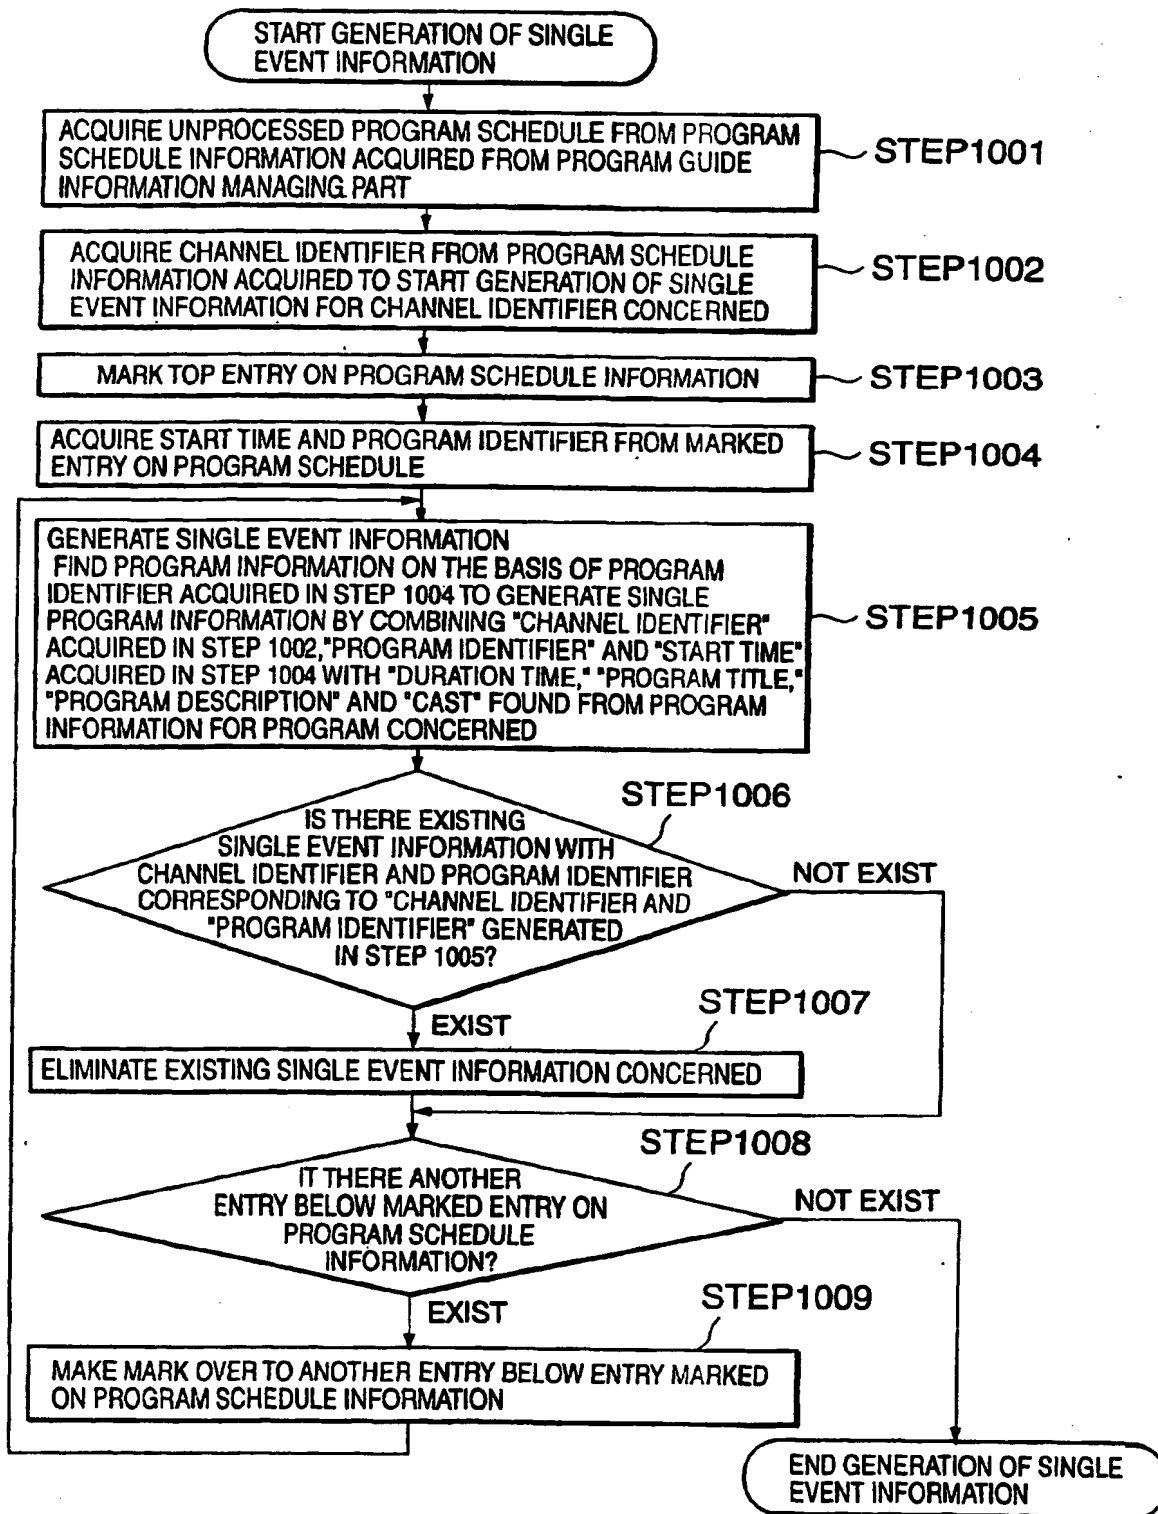 START GENERATION OF SINGLE
EVENT INFORMATION
ACQUIRE UNPROCESSED PROGRAM SCHEDULE FROM PROGRAM
SCHEDULE INFORMATION ACQUIRED FROM PROGRAM GUIDE
INFORMATION MANAGING PART
STEP1001
ACQUIRE CHANNEL IDENTIFIER FROM PROGRAM SCHEDULE
INFORMATION ACQUIRED TO START GENERATION OF SINGLE
EVENT INFORMATION FOR CHANNEL IDENTIFIER CONCERNED
STEP1002
MARK TOP ENTRY ON PROGRAM SCHEDULE INFORMATION
STEP1003
ACQUIRE START TIME AND PROGRAM IDENTIFIER FROM MARKED
ENTRY ON PROGRAM SCHEDULE
STEP1004
GENERATE SINGLE EVENT INFORMATION
FIND PROGRAM INFORMATION ON THE BASIS OF PROGRAM
IDENTIFIER ACQUIRED IN STEP 1004 TO GENERATE SINGLE
PROGRAM INFORMATION BY COMBINING "CHANNEL IDENTIFIER"
ACQUIRED IN STEP 1002,"PROGRAM IDENTIFIER" AND "START TIME"
ACQUIRED IN STEP 1004 WITH "DURATION TIME," "PROGRAM TITLE,"
"PROGRAM DESCRIPTION" AND "CAST" FOUND FROM PROGRAM
INFORMATION FOR PROGRAM CONCERNED
STEP1005
STEP1006
IS THERE EXISTING
SINGLE EVENT INFORMATION WITH
CHANNEL IDENTIFIER AND PROGRAM IDENTIFIER
CORRESPONDING TO "CHANNEL IDENTIFIER AND
"PROGRAM IDENTIFIER" GENERATED
IN STEP 1005?
NOT EXIST
EXIST
STEP1007
ELIMINATE EXISTING SINGLE EVENT INFORMATION CONCERNED
STEP1008
IT THERE ANOTHER
ENTRY BELOW MARKED ENTRY ON
PROGRAM SCHEDULE
INFORMATION?
NOT EXIST
EXIST
STEP1009
MAKE MARK OVER TO ANOTHER ENTRY BELOW ENTRY MARKED
ON PROGRAM SCHEDULE INFORMATION
END GENERATION OF SINGLE
EVENT INFORMATION